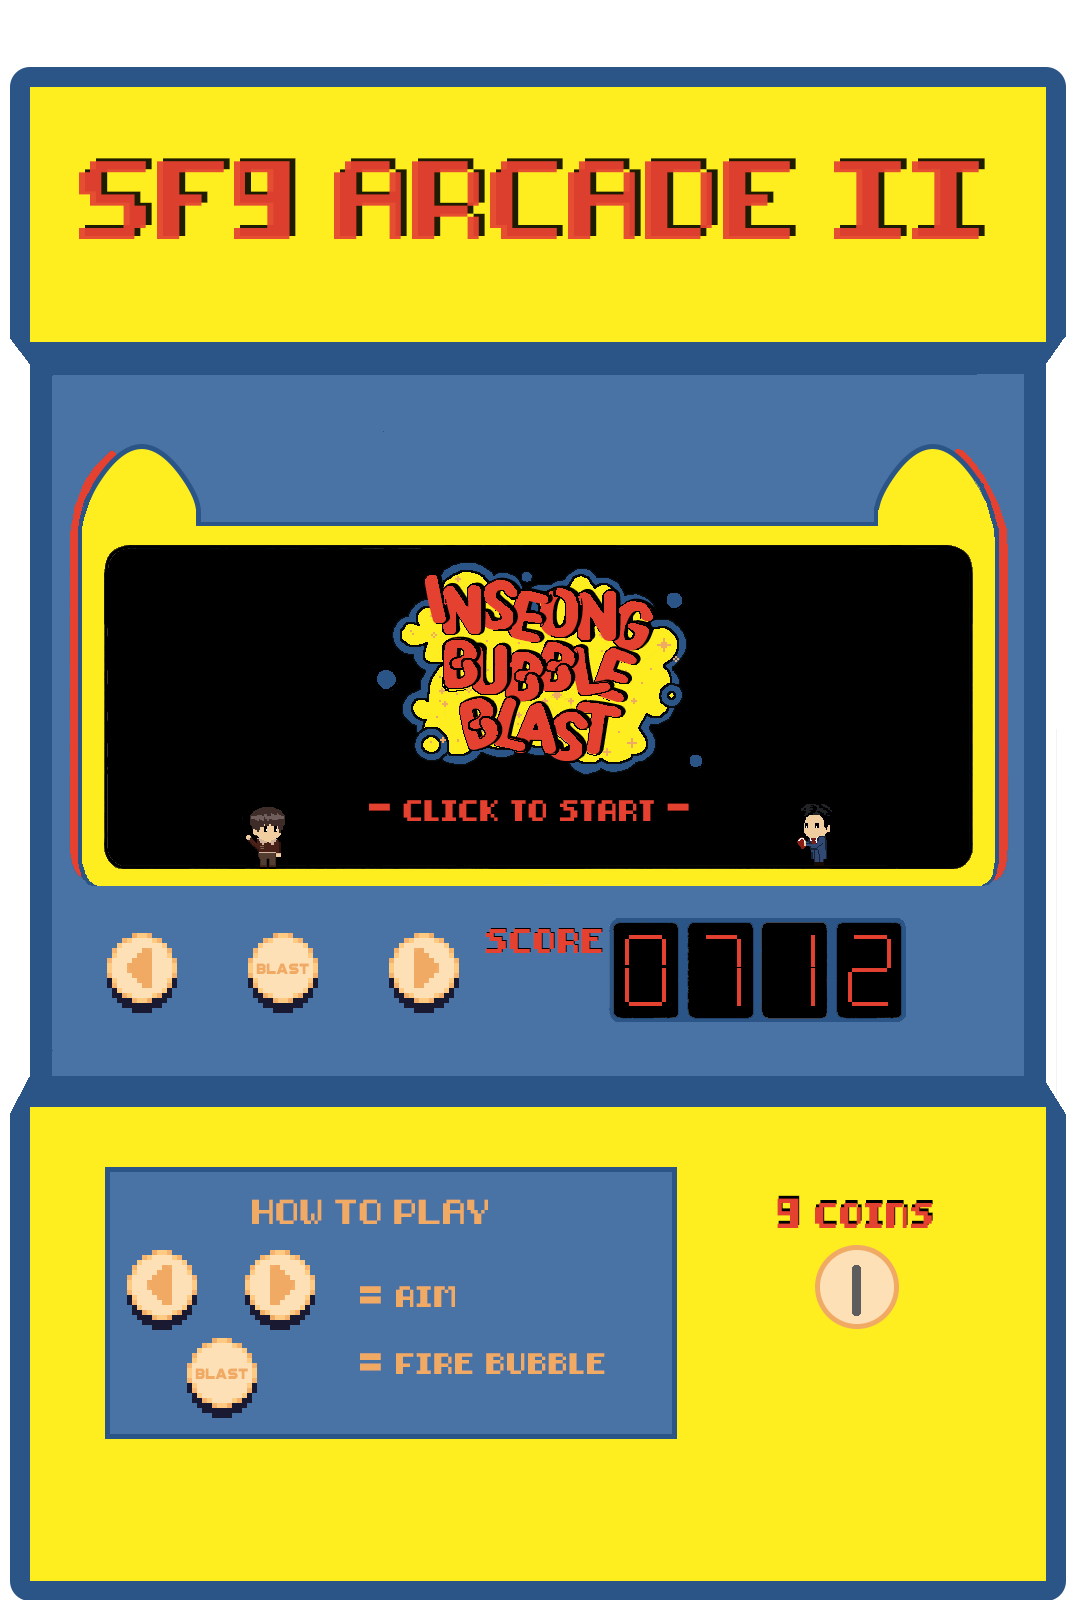 SF9 ARCADE II
INSEONG
BUBBLE
BLAST
- CLICK TO START -
BLAST
SCORE
0712
HOW TO PLAY
= AIM
BLAST
= FIRE BUBBLE
9 COINS